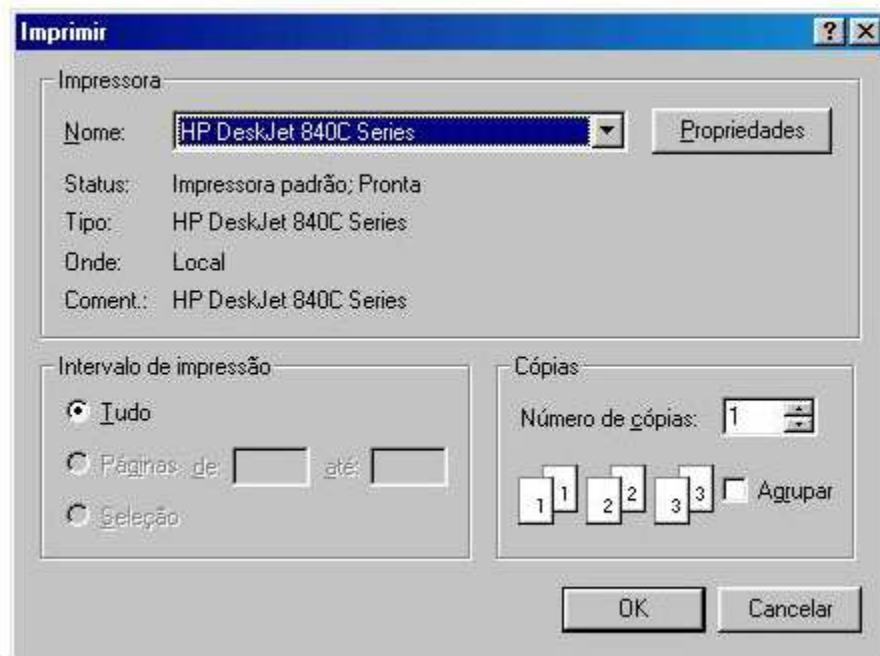 Imprimir
Impressora
Nome: HP DeskJet 840C Series Propriedades
Status: Impressora padrão; Pronta
Tipo: HP DeskJet 840C Series
Onde: Local
Coment.: HP DeskJet 840C Series
Intervalo de impressão
Tudo
Páginas de: até:
Seleção
Cópias
Número de cópias: 1
1 1 2 2 3 3 Agrupar
OK Cancelar